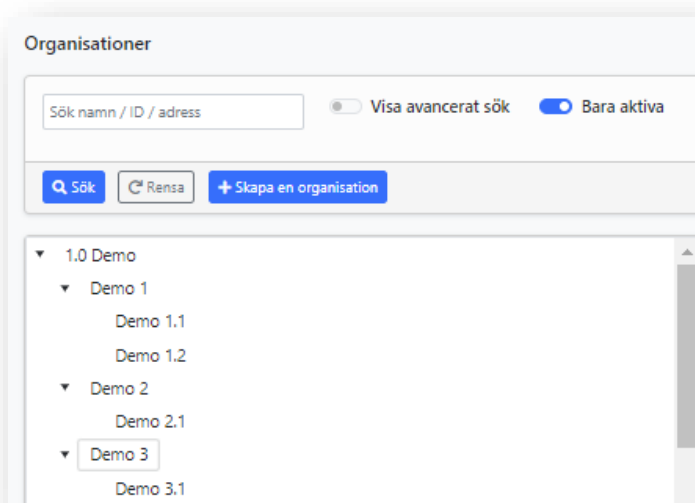 Organisationer
Sök namn / ID / adress
Visa avancerat sök
Bara aktiva
Sök
Rensa
Skapa en organisation
1.0 Demo
Demo 1
Demo 1.1
Demo 1.2
Demo 2
Demo 2.1
Demo 3
Demo 3.1